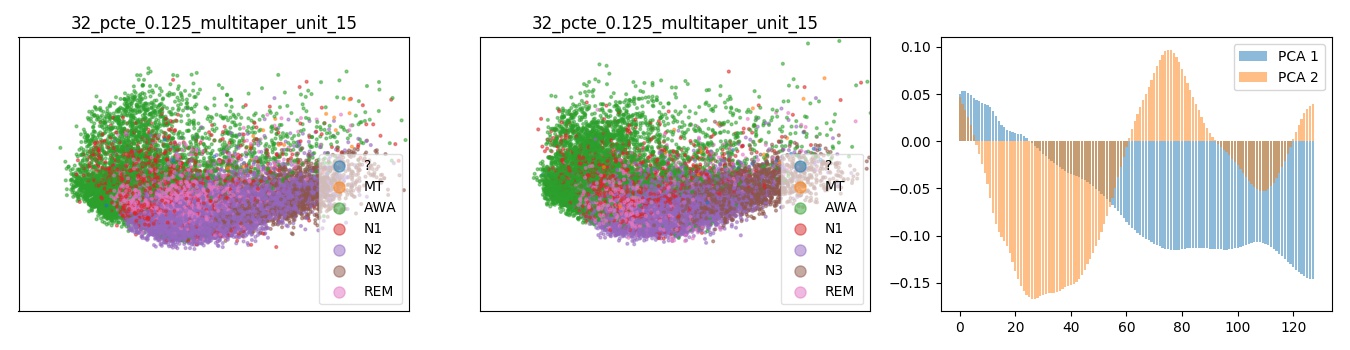 32_pcte_0.125_multitaper_unit_15
?
MT
AWA
N1
N2
N3
REM
32_pcte_0.125_multitaper_unit_15
?
MT
AWA
N1
N2
N3
REM
PCA 1
PCA 2
0.10
0.05
0.00
−0.05
−0.10
−0.15
0 20 40 60 80 100 120